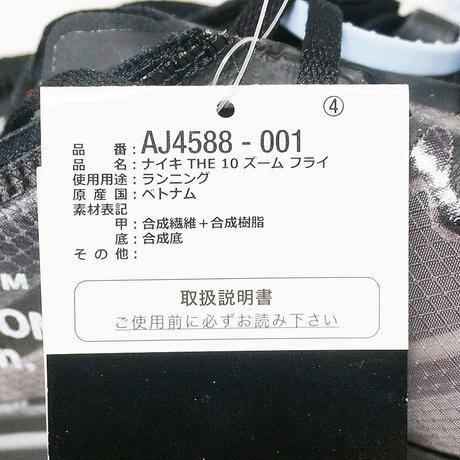 ④
品番：AJ4588 - 001
品名：ナイキ THE 10 ズーム フライ
使用用途：ランニング
原産国：ベトナム
素材表記
甲：合成繊維＋合成樹脂
底：合成底
その他：
取扱説明書
ご使用前に必ずお読み下さい
M
ON
n,